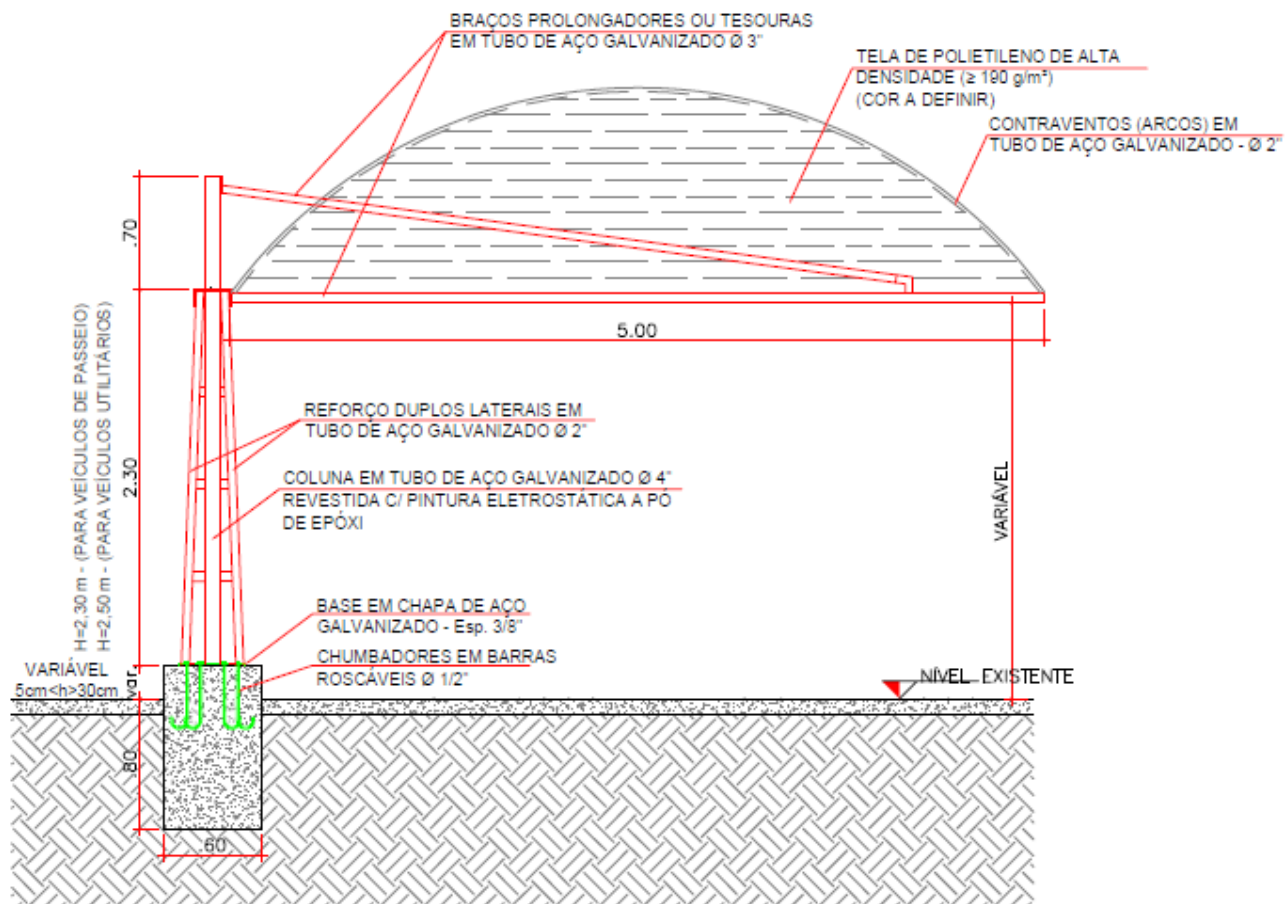 BRAÇOS PROLONGADORES OU TESOURAS
EM TUBO DE AÇO GALVANIZADO Ø 3"
TELA DE POLIETILENO DE ALTA
DENSIDADE (≥ 190 g/m²)
(COR A DEFINIR)
CONTRAVENTOS (ARCOS) EM
TUBO DE AÇO GALVANIZADO - Ø 2"
.70
5.00
H=2,30 m - (PARA VEÍCULOS DE PASSEIO)
H=2,50 m - (PARA VEÍCULOS UTILITÁRIOS)
2.30
REFORÇO DUPLOS LATERAIS EM
TUBO DE AÇO GALVANIZADO Ø 2"
COLUNA EM TUBO DE AÇO GALVANIZADO Ø 4"
REVESTIDA C/ PINTURA ELETROSTÁTICA A PÓ
DE EPÓXI
VARIÁVEL
BASE EM CHAPA DE AÇO
GALVANIZADO - Esp. 3/8"
CHUMBADORES EM BARRAS
ROSCÁVEIS Ø 1/2"
VARIÁVEL
5cm<h>30cm
var
NÍVEL EXISTENTE
.80
.60